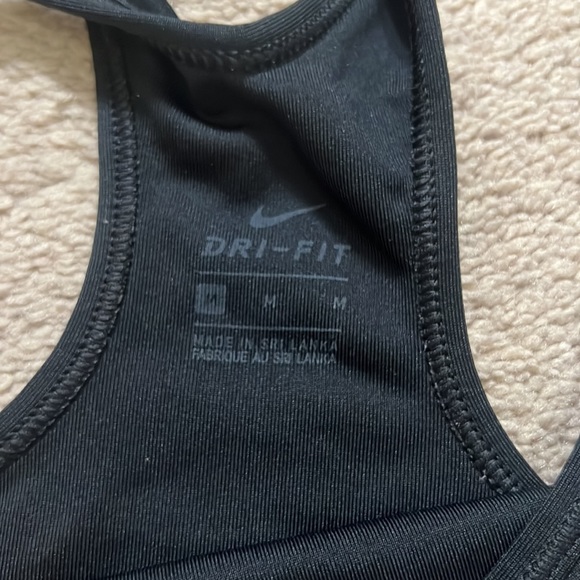 DRI-FIT
M M M
MADE IN SRI LANKA
FABRIQUE AU SRI LANKA